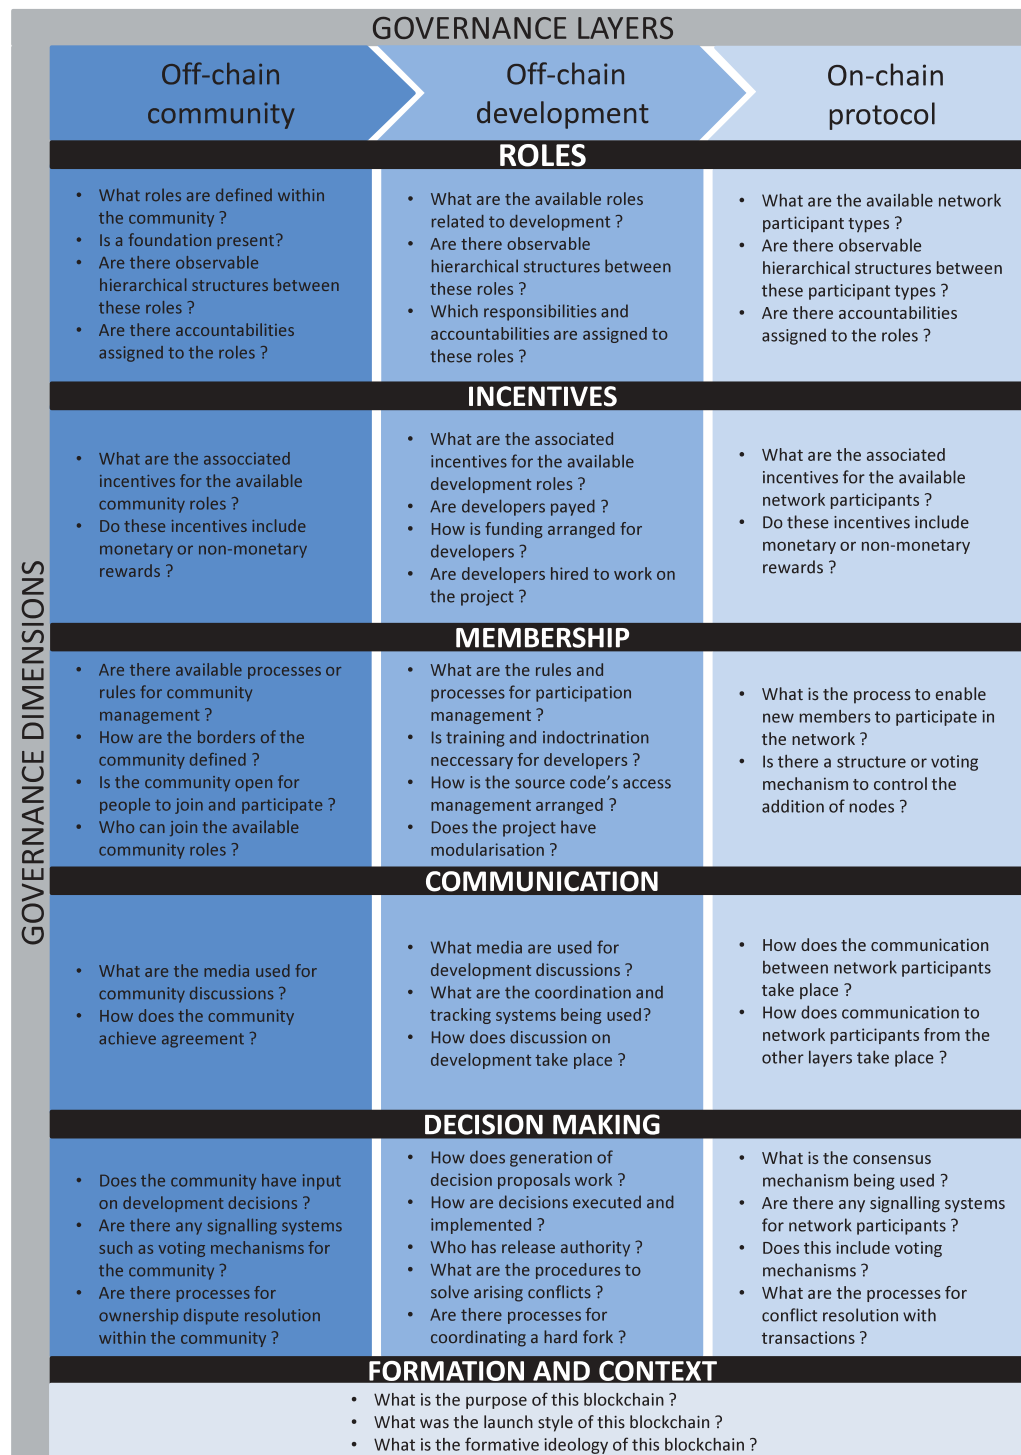 GOVERNANCE LAYERS
GOVERNANCE DIMENSIONS
Off-chain
community
Off-chain
development
On-chain
protocol
ROLES
• What roles are defined within
the community ?
• Is a foundation present?
• Are there observable
hierarchical structures between
these roles ?
• Are there accountabilities
assigned to the roles ?
• What are the available roles
related to development ?
• Are there observable
hierarchical structures between
these roles ?
• Which responsibilities and
accountabilities are assigned to
these roles ?
• What are the available network
participant types ?
• Are there observable
hierarchical structures between
these participant types ?
• Are there accountabilities
assigned to the roles ?
INCENTIVES
• What are the assocciated
incentives for the available
community roles ?
• Do these incentives include
monetary or non-monetary
rewards ?
• What are the associated
incentives for the available
development roles ?
• Are developers payed ?
• How is funding arranged for
developers ?
• Are developers hired to work on
the project ?
• What are the associated
incentives for the available
network participants ?
• Do these incentives include
monetary or non-monetary
rewards ?
MEMBERSHIP
• Are there available processes or
rules for community
management ?
• How are the borders of the
community defined ?
• Is the community open for
people to join and participate ?
• Who can join the available
community roles ?
• What are the rules and
processes for participation
management ?
• Is training and indoctrination
neccessary for developers ?
• How is the source code’s access
management arranged ?
• Does the project have
modularisation ?
• What is the process to enable
new members to participate in
the network ?
• Is there a structure or voting
mechanism to control the
addition of nodes ?
COMMUNICATION
• What are the media used for
community discussions ?
• How does the community
achieve agreement ?
• What media are used for
development discussions ?
• What are the coordination and
tracking systems being used?
• How does discussion on
development take place ?
• How does the communication
between network participants
take place ?
• How does communication to
network participants from the
other layers take place ?
DECISION MAKING
• Does the community have input
on development decisions ?
• Are there any signalling systems
such as voting mechanisms for
the community ?
• Are there processes for
ownership dispute resolution
within the community ?
• How does generation of
decision proposals work ?
• How are decisions executed and
implemented ?
• Who has release authority ?
• What are the procedures to
solve arising conflicts ?
• Are there processes for
coordinating a hard fork ?
• What is the consensus
mechanism being used ?
• Are there any signalling systems
for network participants ?
• Does this include voting
mechanisms ?
• What are the processes for
conflict resolution with
transactions ?
FORMATION AND CONTEXT
• What is the purpose of this blockchain ?
• What was the launch style of this blockchain ?
• What is the formative ideology of this blockchain ?